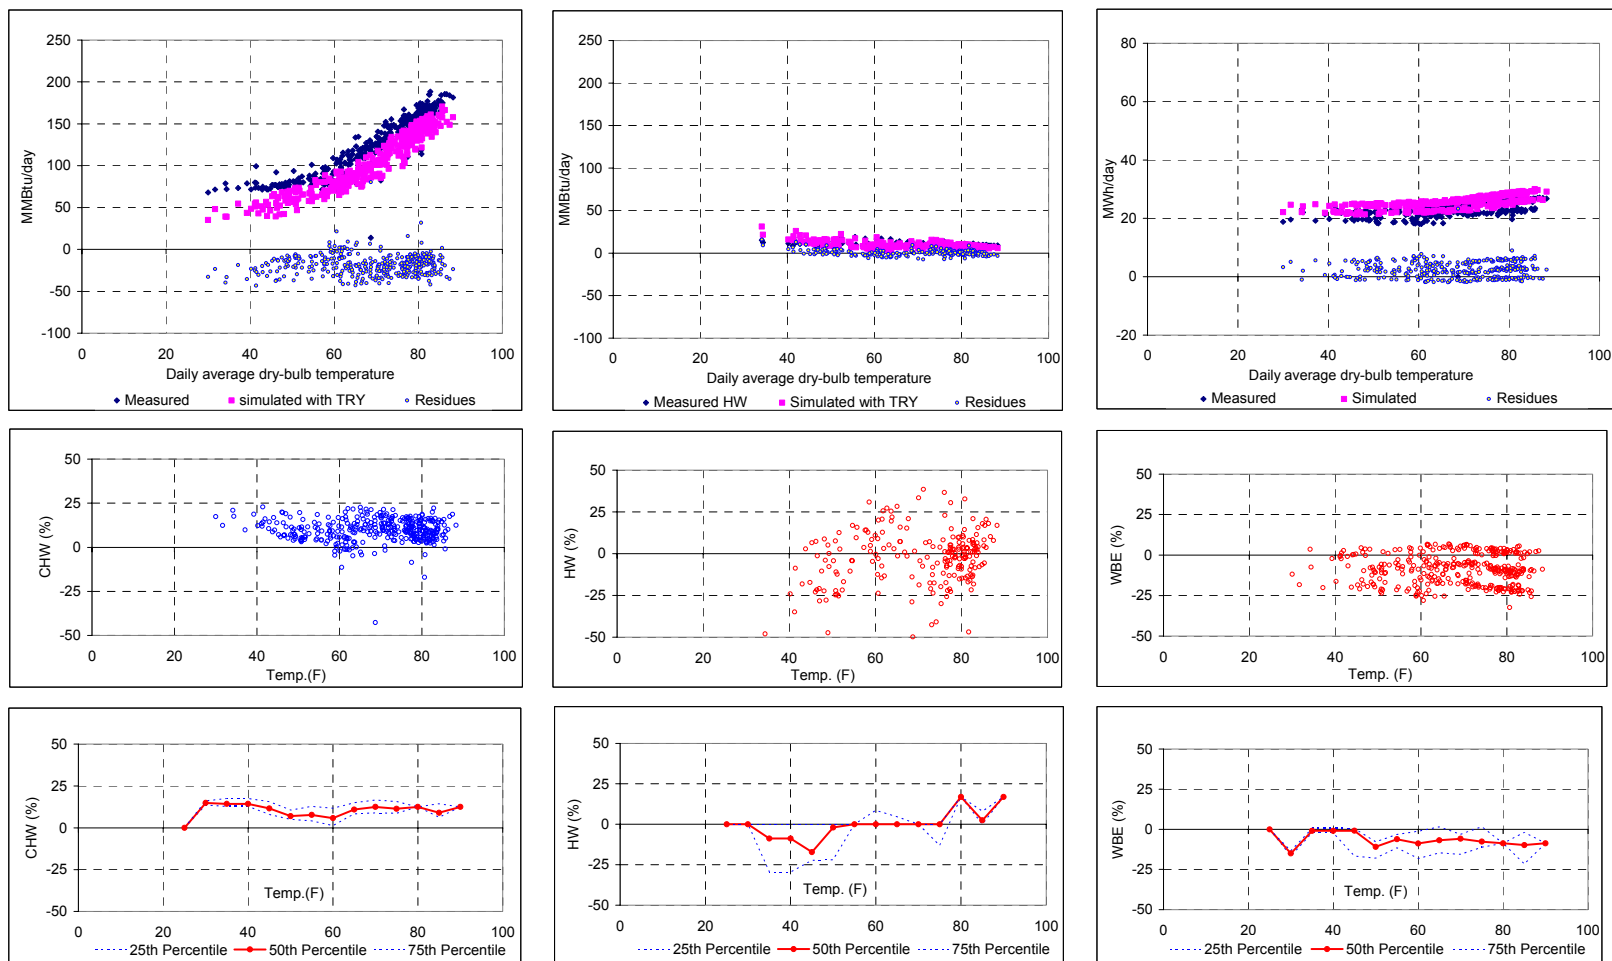 250
200
150
100
50
0
-50
-100
MMBtu/day
0 20 40 60 80 100
Daily average dry-bulb temperature
Measured simulated with TRY Residues
250
200
150
100
50
0
-50
-100
MMBtu/day
0 20 40 60 80 100
Daily average dry-bulb temperature
Measured HW Simulated with TRY Residues
80
60
40
20
0
-20
MWh/day
0 20 40 60 80 100
Daily average dry-bulb temperature
Measured Simulated Residues
50
25
0
-25
-50
CHW (%)
0 20 40 60 80 100
Temp.(F)
50
25
0
-25
-50
HW (%)
0 20 40 60 80 100
Temp. (F)
50
25
0
-25
-50
WBE (%)
0 20 40 60 80 100
Temp. (F)
50
25
0
-25
-50
CHW (%)
Temp.(F)
0 20 40 60 80 100
25th Percentile 50th Percentile 75th Percentile
50
25
0
-25
-50
HW (%)
Temp. (F)
0 20 40 60 80 100
25th Percentile 50th Percentile 75th Percentile
50
25
0
-25
-50
WBE (%)
Temp. (F)
0 20 40 60 80 100
25th Percentile 50th Percentile 75th Percentile